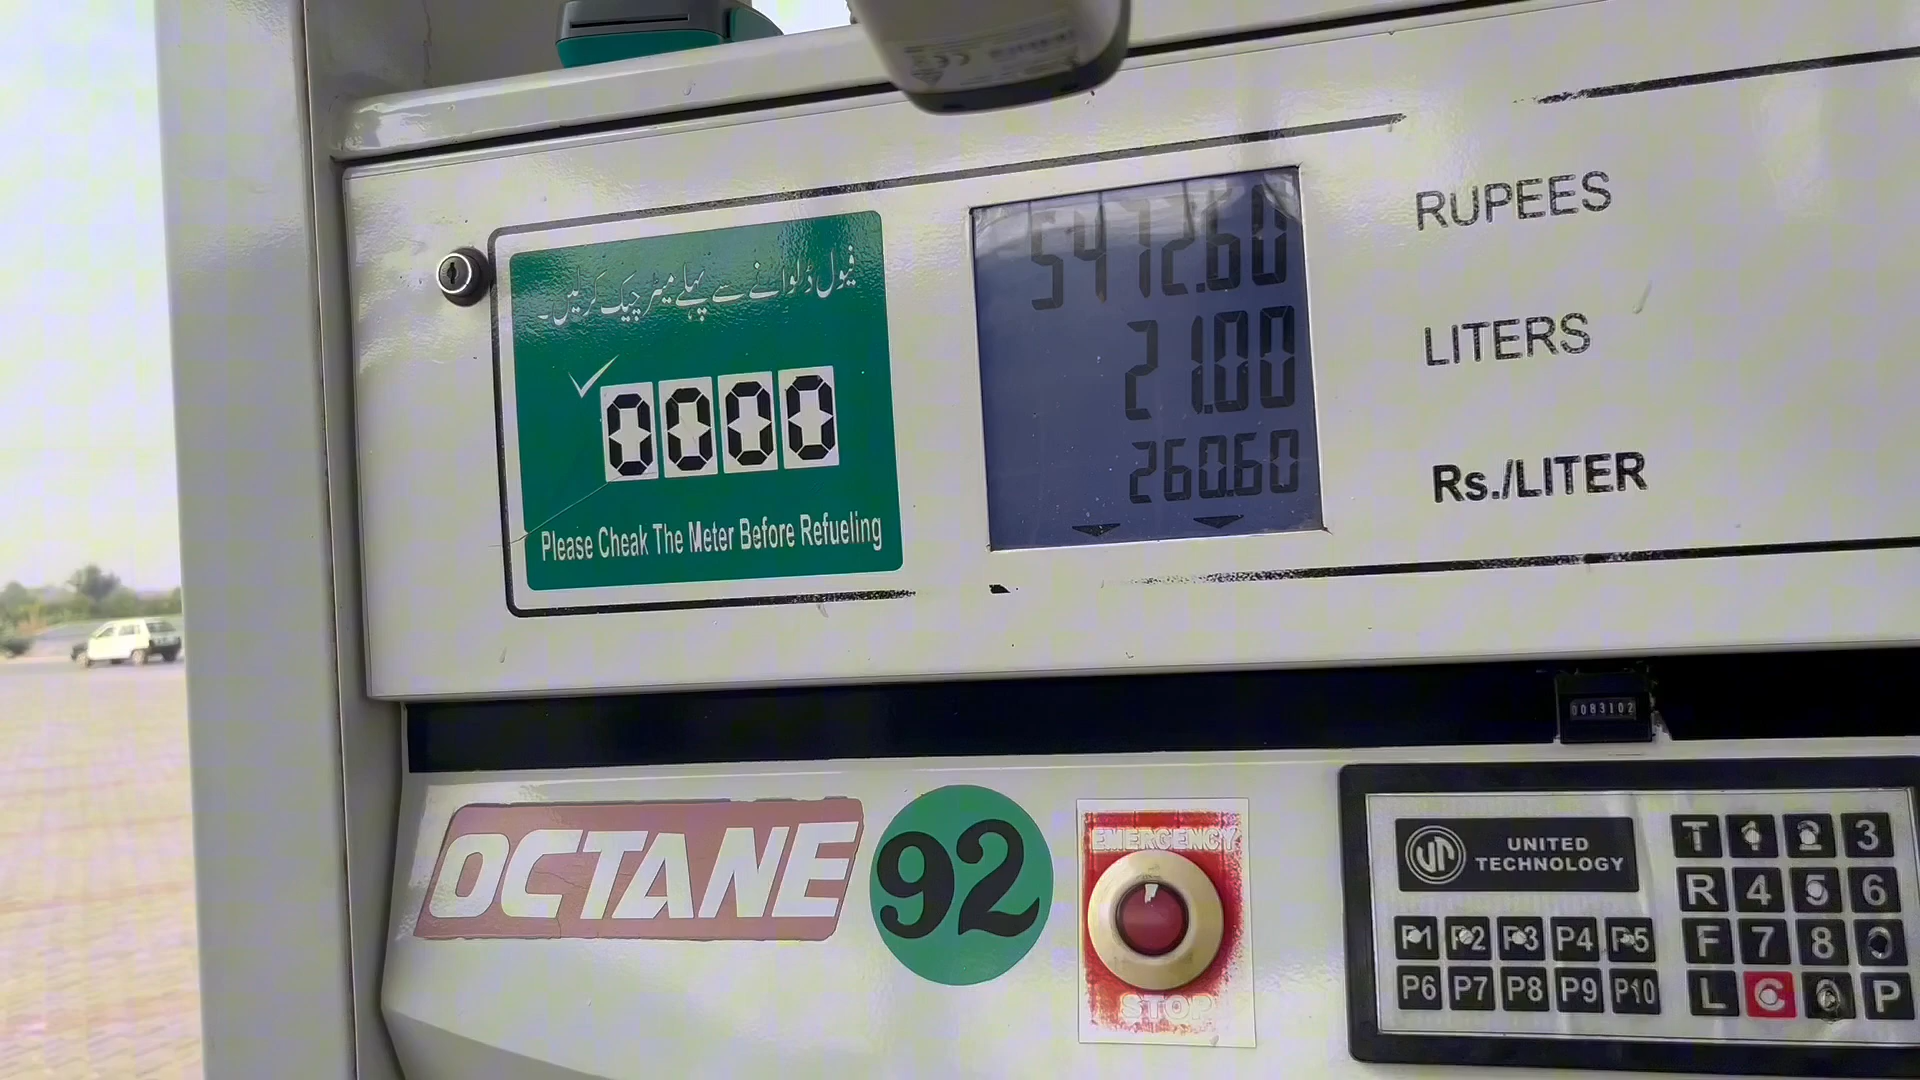 فیول ڈلوانے سے پہلے میٹر چیک کر لیں۔
0000
Please Cheak The Meter Before Refueling
5472.60
RUPEES
21.00
LITERS
260.60
Rs./LITER
0083102
OCTANE 92
EMERGENCY
STOP
UNITED
TECHNOLOGY
T 1 2 3
R 4 5 6
P1 P2 P3 P4 P5
F 7 8
P6 P7 P8 P9 P10
L C 0 P